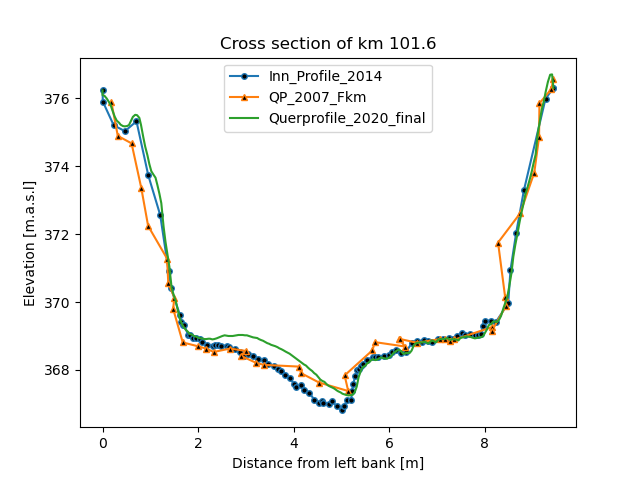 Cross section of km 101.6
Inn_Profile_2014
QP_2007_Fkm
Querprofile_2020_final
Elevation [m.a.s.l]
376
374
372
370
368
0 2 4 6 8
Distance from left bank [m]